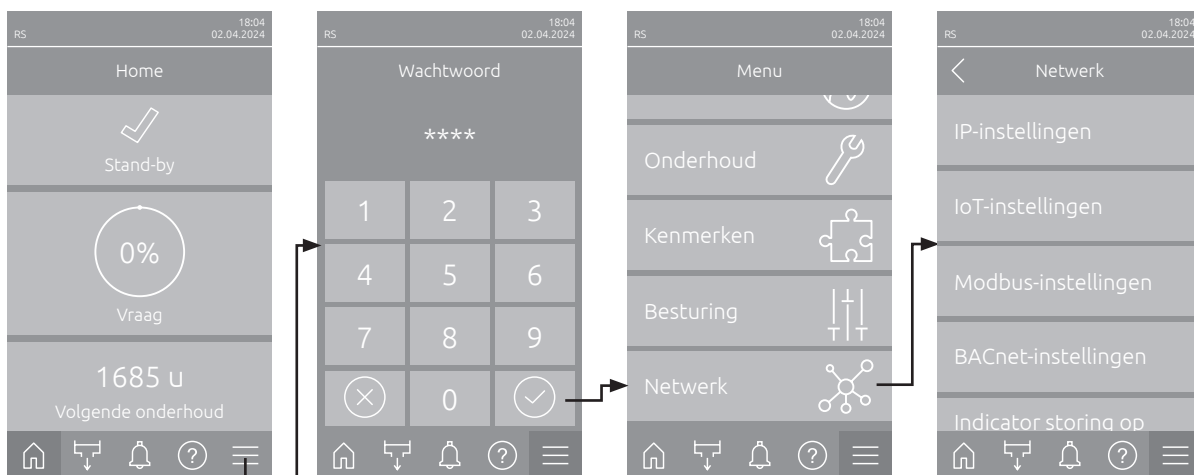 RS
18:04
02.04.2024
Home
Stand-by
0%
Vraag
1685 u
Volgende onderhoud
?
RS
18:04
02.04.2024
Wachtwoord
****
1 2 3
4 5 6
7 8 9
0
?
RS
18:04
02.04.2024
Menu
Onderhoud
Kenmerken
Besturing
Netwerk
?
RS
18:04
02.04.2024
Netwerk
IP-instellingen
IoT-instellingen
Modbus-instellingen
BACnet-instellingen
Indicator storing op
?